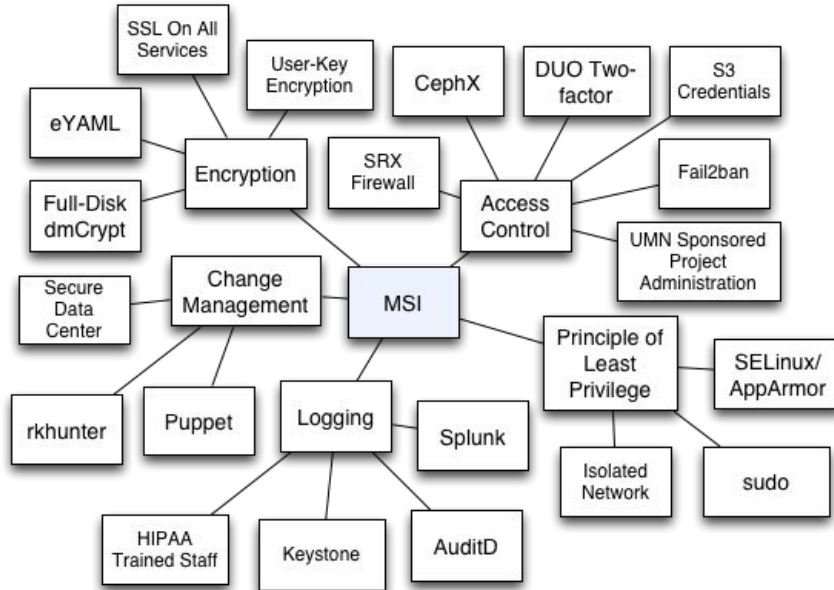 SSL On All
Services
User-Key
Encryption
eYAML
Encryption
Full-Disk
dmCrypt
CephX
DUO Two-
factor
S3
Credentials
SRX
Firewall
Access
Control
Fail2ban
UMN Sponsored
Project
Administration
Secure
Data
Center
Change
Management
MSI
Principle of
Least
Privilege
SELinux/
AppArmor
rkhunter
Puppet
Logging
Splunk
Isolated
Network
sudo
HIPAA
Trained Staff
Keystone
AuditD